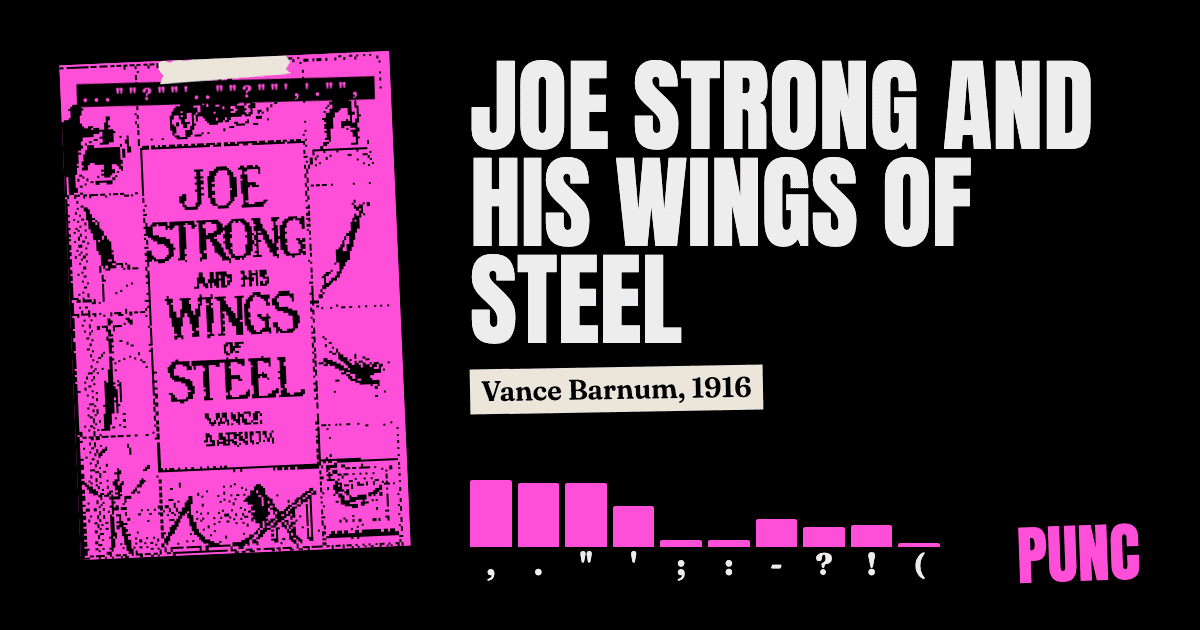 ...""?""'..""?""','."",
JOE
STRONG
AND HIS
WINGS
OF
STEEL
VANCE
BARNUM
JOE STRONG AND
HIS WINGS OF
STEEL
Vance Barnum, 1916
, . " ' ; : - ? ! (
PUNC